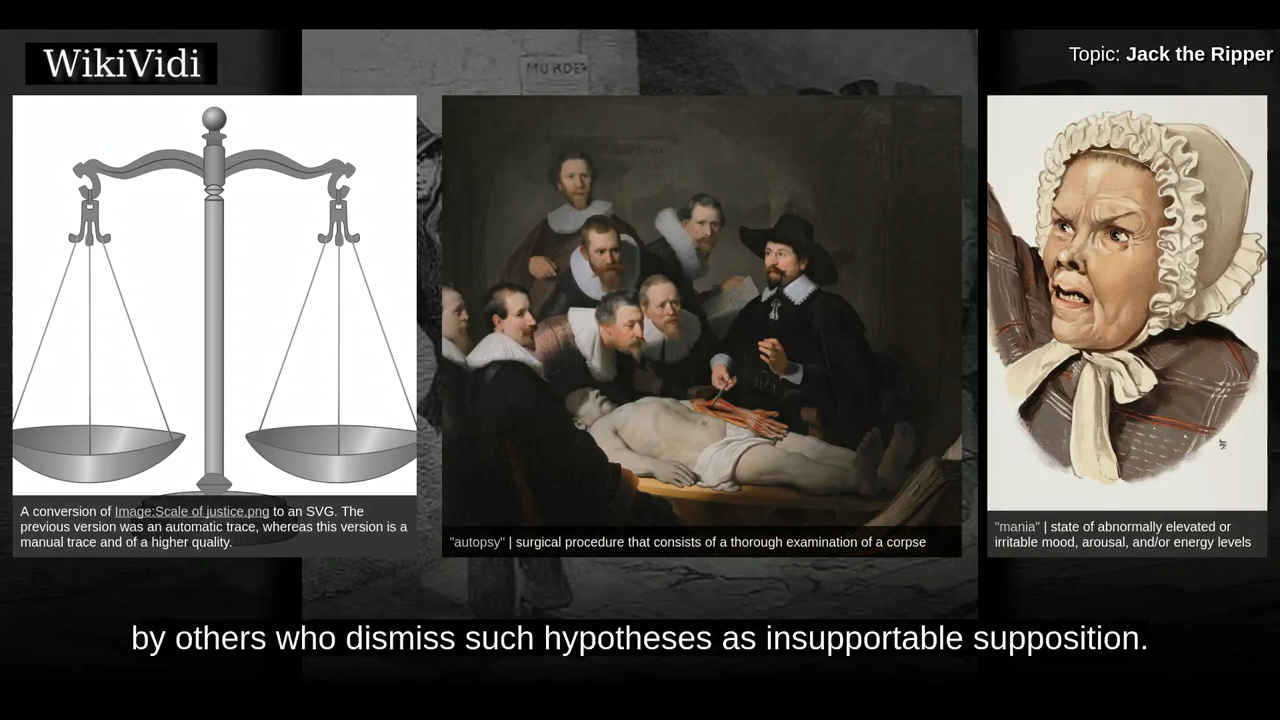 WikiVidi
Topic: Jack the Ripper
MURDER
A conversion of Image:Scale of justice.png to an SVG. The
previous version was an automatic trace, whereas this version is a
manual trace and of a higher quality.
"autopsy" | surgical procedure that consists of a thorough examination of a corpse
"mania" | state of abnormally elevated or
irritable mood, arousal, and/or energy levels
by others who dismiss such hypotheses as insupportable supposition.